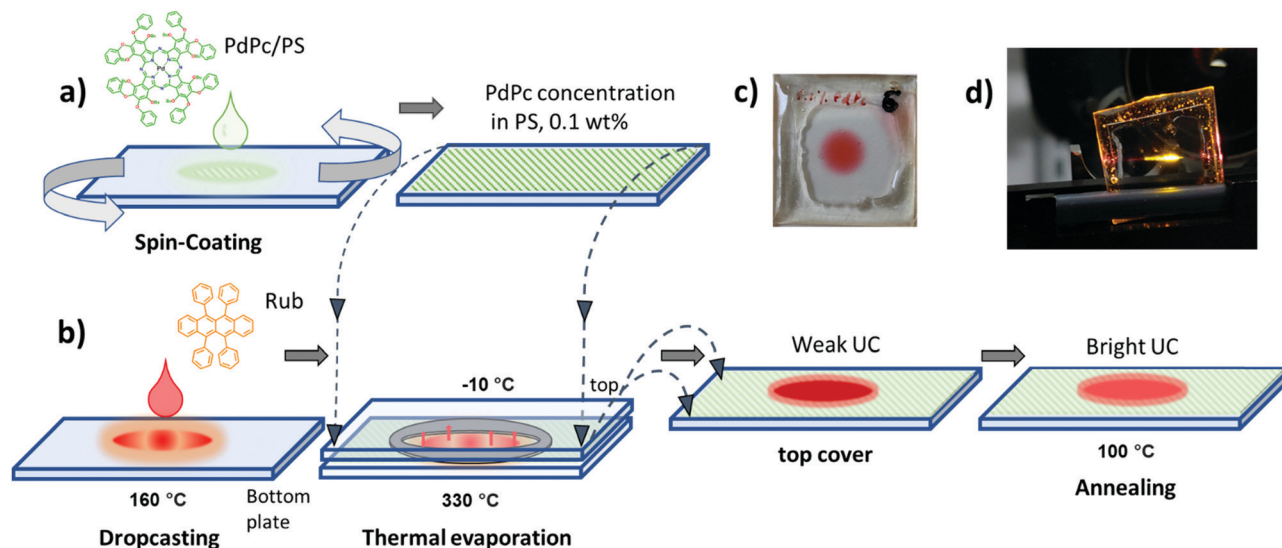 a)
PdPc/PS
PdPc concentration
in PS, 0.1 wt%
Spin-Coating
c)
6
d)
b)
Rub
-10 °C
top
Weak UC
Bright UC
160 °C
Bottom
plate
330 °C
top cover
100 °C
Dropcasting
Thermal evaporation
Annealing